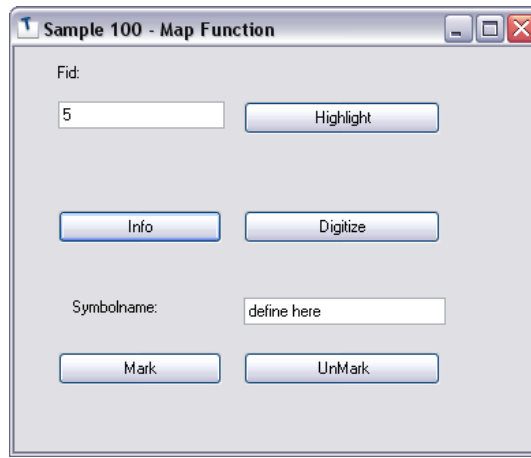 Sample 100 - Map Function
Fid:
5
Highlight
Info
Digitize
Symbolname:
define here
Mark
UnMark